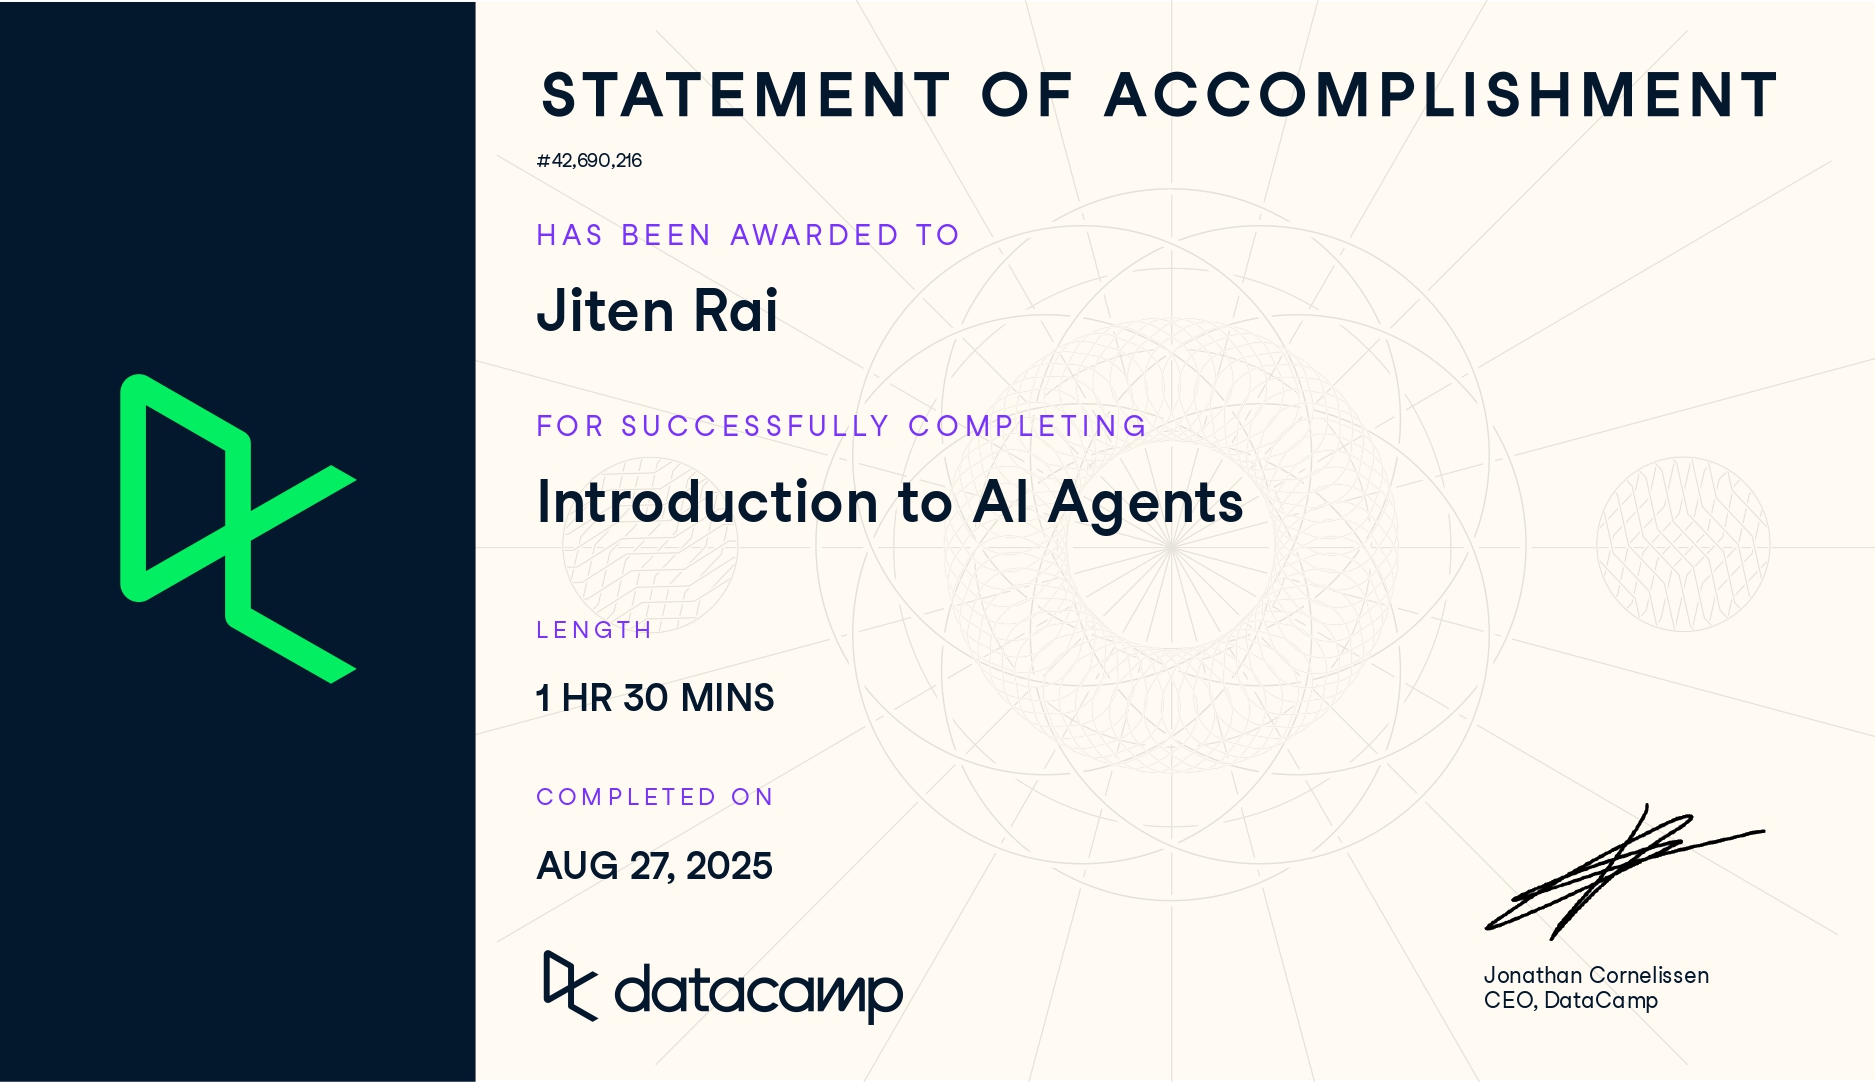 STATEMENT OF ACCOMPLISHMENT
#42,690,216
HAS BEEN AWARDED TO
Jiten Rai
FOR SUCCESSFULLY COMPLETING
Introduction to AI Agents
LENGTH
1 HR 30 MINS
COMPLETED ON
AUG 27, 2025
datacamp
Jonathan Cornelissen
CEO, DataCamp